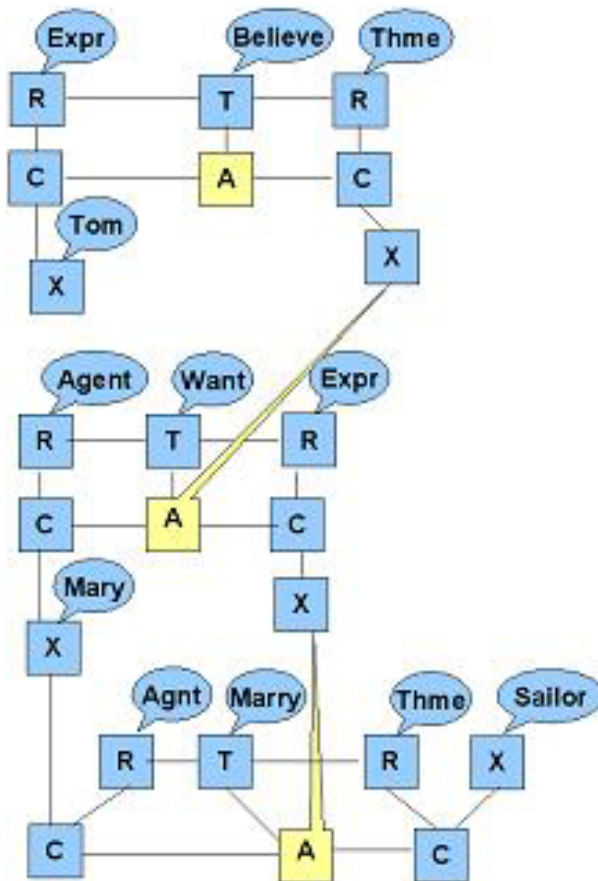 Expr Believe Thme
R T R
C A C
Tom
X X
Agent Want Expr
R T R
C A C
Mary X
X
Agnt Marry Thme Sailor
R T R X
C A C